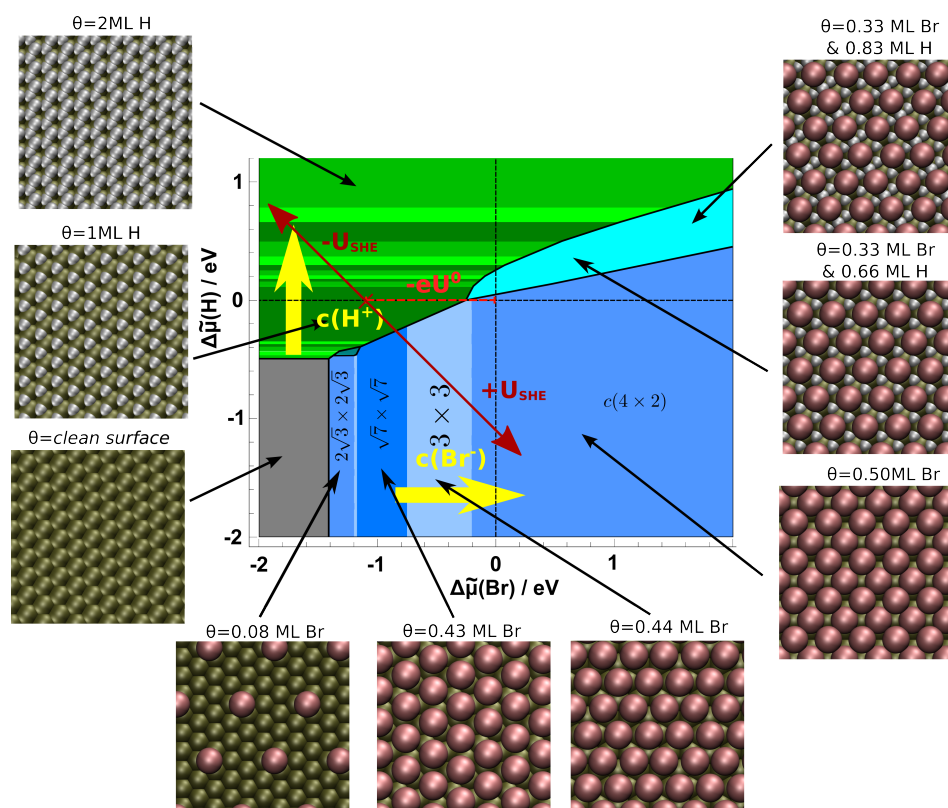 θ=2ML H
θ=0.33 ML Br
& 0.83 ML H
θ=1ML H
θ=0.33 ML Br
& 0.66 ML H
θ=clean surface
θ=0.50ML Br
Δμ̃(H) / eV
1
0
-1
-2
-U_SHE
-eU⁰
c(H⁺)
+U_SHE
2√3 × 2√3
√7 × √7
3 × 3
c(4 × 2)
c(Br⁻)
-2
-1
0
1
Δμ̃(Br) / eV
θ=0.08 ML Br
θ=0.43 ML Br
θ=0.44 ML Br